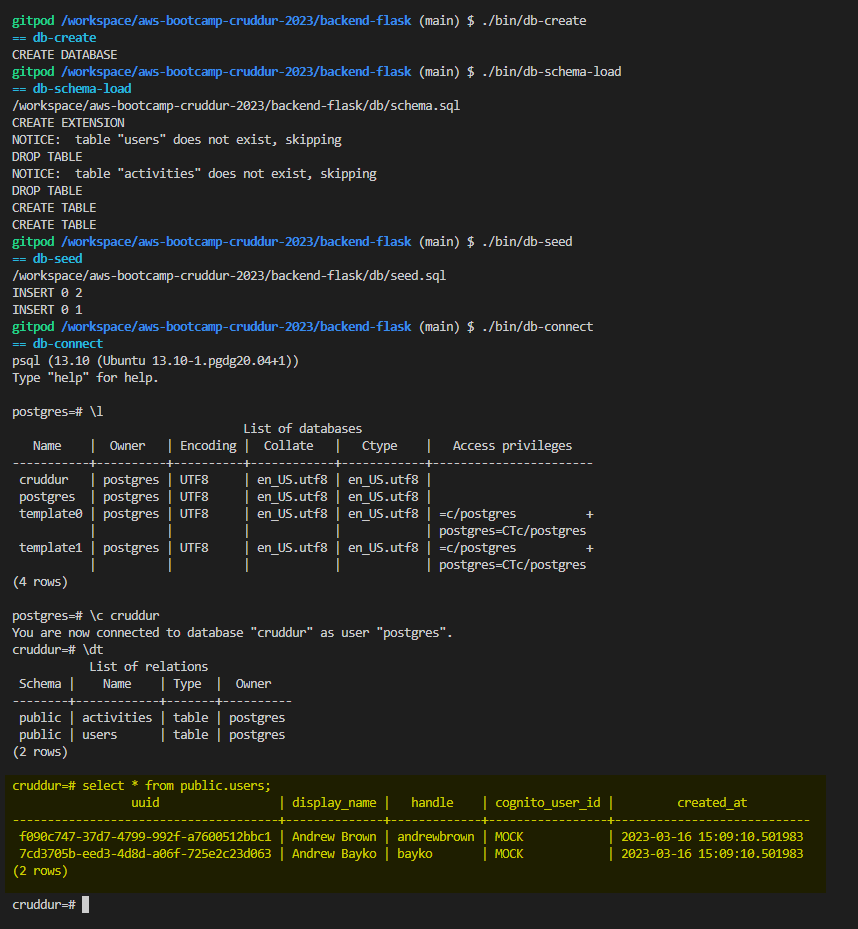 gitpod /workspace/aws-bootcamp-cruddur-2023/backend-flask (main) $ ./bin/db-create
== db-create
CREATE DATABASE
gitpod /workspace/aws-bootcamp-cruddur-2023/backend-flask (main) $ ./bin/db-schema-load
== db-schema-load
/workspace/aws-bootcamp-cruddur-2023/backend-flask/db/schema.sql
CREATE EXTENSION
NOTICE:  table "users" does not exist, skipping
DROP TABLE
NOTICE:  table "activities" does not exist, skipping
DROP TABLE
CREATE TABLE
CREATE TABLE
gitpod /workspace/aws-bootcamp-cruddur-2023/backend-flask (main) $ ./bin/db-seed
== db-seed
/workspace/aws-bootcamp-cruddur-2023/backend-flask/db/seed.sql
INSERT 0 2
INSERT 0 1
gitpod /workspace/aws-bootcamp-cruddur-2023/backend-flask (main) $ ./bin/db-connect
== db-connect
psql (13.10 (Ubuntu 13.10-1.pgdg20.04+1))
Type "help" for help.

postgres=# \l
                                 List of databases
   Name    |  Owner   | Encoding |  Collate   |   Ctype    |   Access privileges
-----------+----------+----------+------------+------------+-----------------------
 cruddur   | postgres | UTF8     | en_US.utf8 | en_US.utf8 |
 postgres  | postgres | UTF8     | en_US.utf8 | en_US.utf8 |
 template0 | postgres | UTF8     | en_US.utf8 | en_US.utf8 | =c/postgres          +
           |          |          |            |            | postgres=CTc/postgres
 template1 | postgres | UTF8     | en_US.utf8 | en_US.utf8 | =c/postgres          +
           |          |          |            |            | postgres=CTc/postgres
(4 rows)

postgres=# \c cruddur
You are now connected to database "cruddur" as user "postgres".
cruddur=# \dt
           List of relations
 Schema |    Name    | Type  |  Owner
--------+------------+-------+----------
 public | activities | table | postgres
 public | users      | table | postgres
(2 rows)

cruddur=# select * from public.users;
                 uuid                 | display_name |   handle    | cognito_user_id |         created_at
--------------------------------------+--------------+-------------+-----------------+----------------------------
 f090c747-37d7-4799-992f-a7600512bbc1 | Andrew Brown | andrewbrown | MOCK            | 2023-03-16 15:09:10.501983
 7cd3705b-eed3-4d8d-a06f-725e2c23d063 | Andrew Bayko | bayko       | MOCK            | 2023-03-16 15:09:10.501983
(2 rows)

cruddur=#